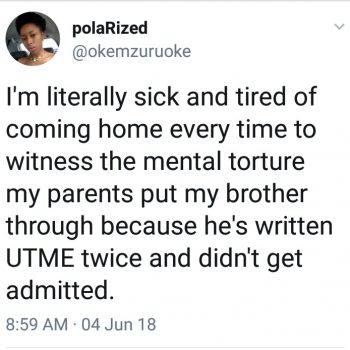 polaRized
@okemzuruoke
I'm literally sick and tired of
coming home every time to
witness the mental torture
my parents put my brother
through because he's written
UTME twice and didn't get
admitted.
8:59 AM · 04 Jun 18